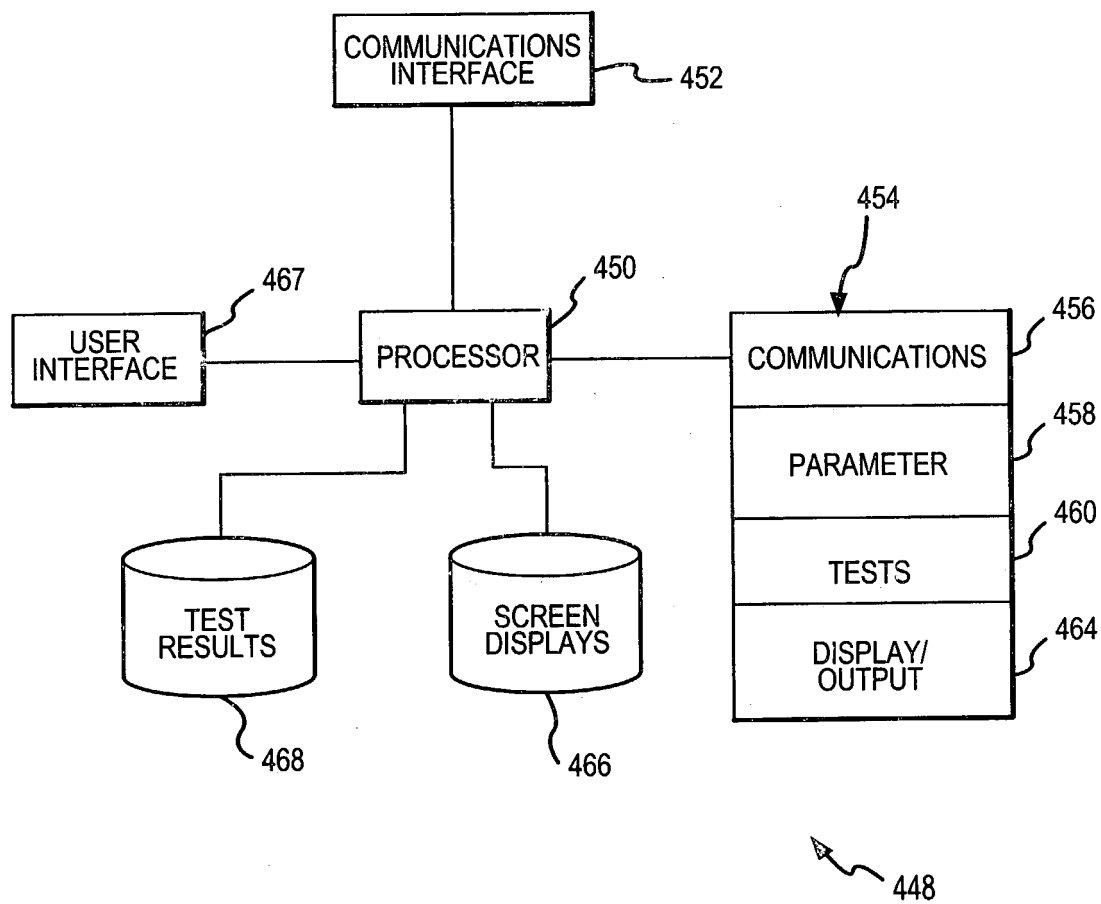 COMMUNICATIONS
INTERFACE
452
454
467
450
456
USER
INTERFACE
PROCESSOR
COMMUNICATIONS
458
PARAMETER
460
TESTS
TEST
RESULTS
SCREEN
DISPLAYS
464
DISPLAY/
OUTPUT
468
466
448